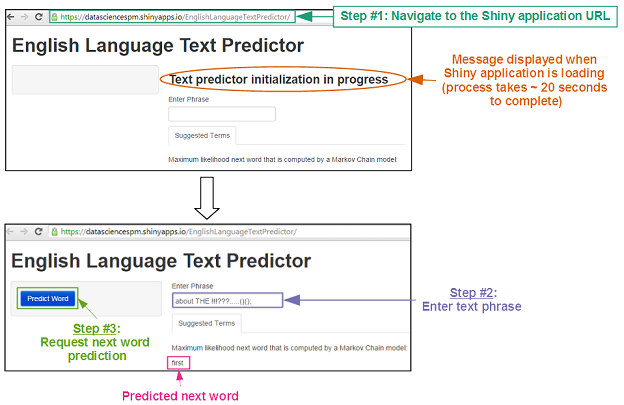 https://datasciencespm.shinyapps.io/EnglishLanguageTextPredictor/
Step #1: Navigate to the Shiny application URL
English Language Text Predictor
Text predictor initialization in progress
Message displayed when
Shiny application is loading
(process takes ~ 20 seconds
to complete)
Enter Phrase
Suggested Terms
Maximum likelihood next word that is computed by a Markov Chain model:
https://datasciencespm.shinyapps.io/EnglishLanguageTextPredictor/
English Language Text Predictor
Predict Word
Enter Phrase
about THE !!!???.....()();
Step #2:
Enter text phrase
Suggested Terms
Step #3:
Request next word
prediction
Maximum likelihood next word that is computed by a Markov Chain model:
first
Predicted next word